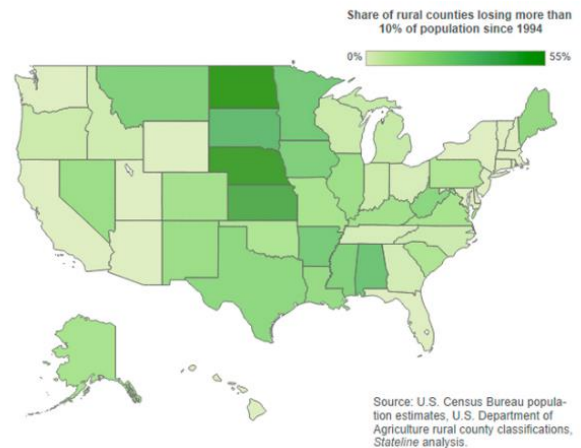 Share of rural counties losing more than
10% of population since 1994
0% 55%
Source: U.S. Census Bureau popula-
tion estimates, U.S. Department of
Agriculture rural county classifications,
Stateline analysis.